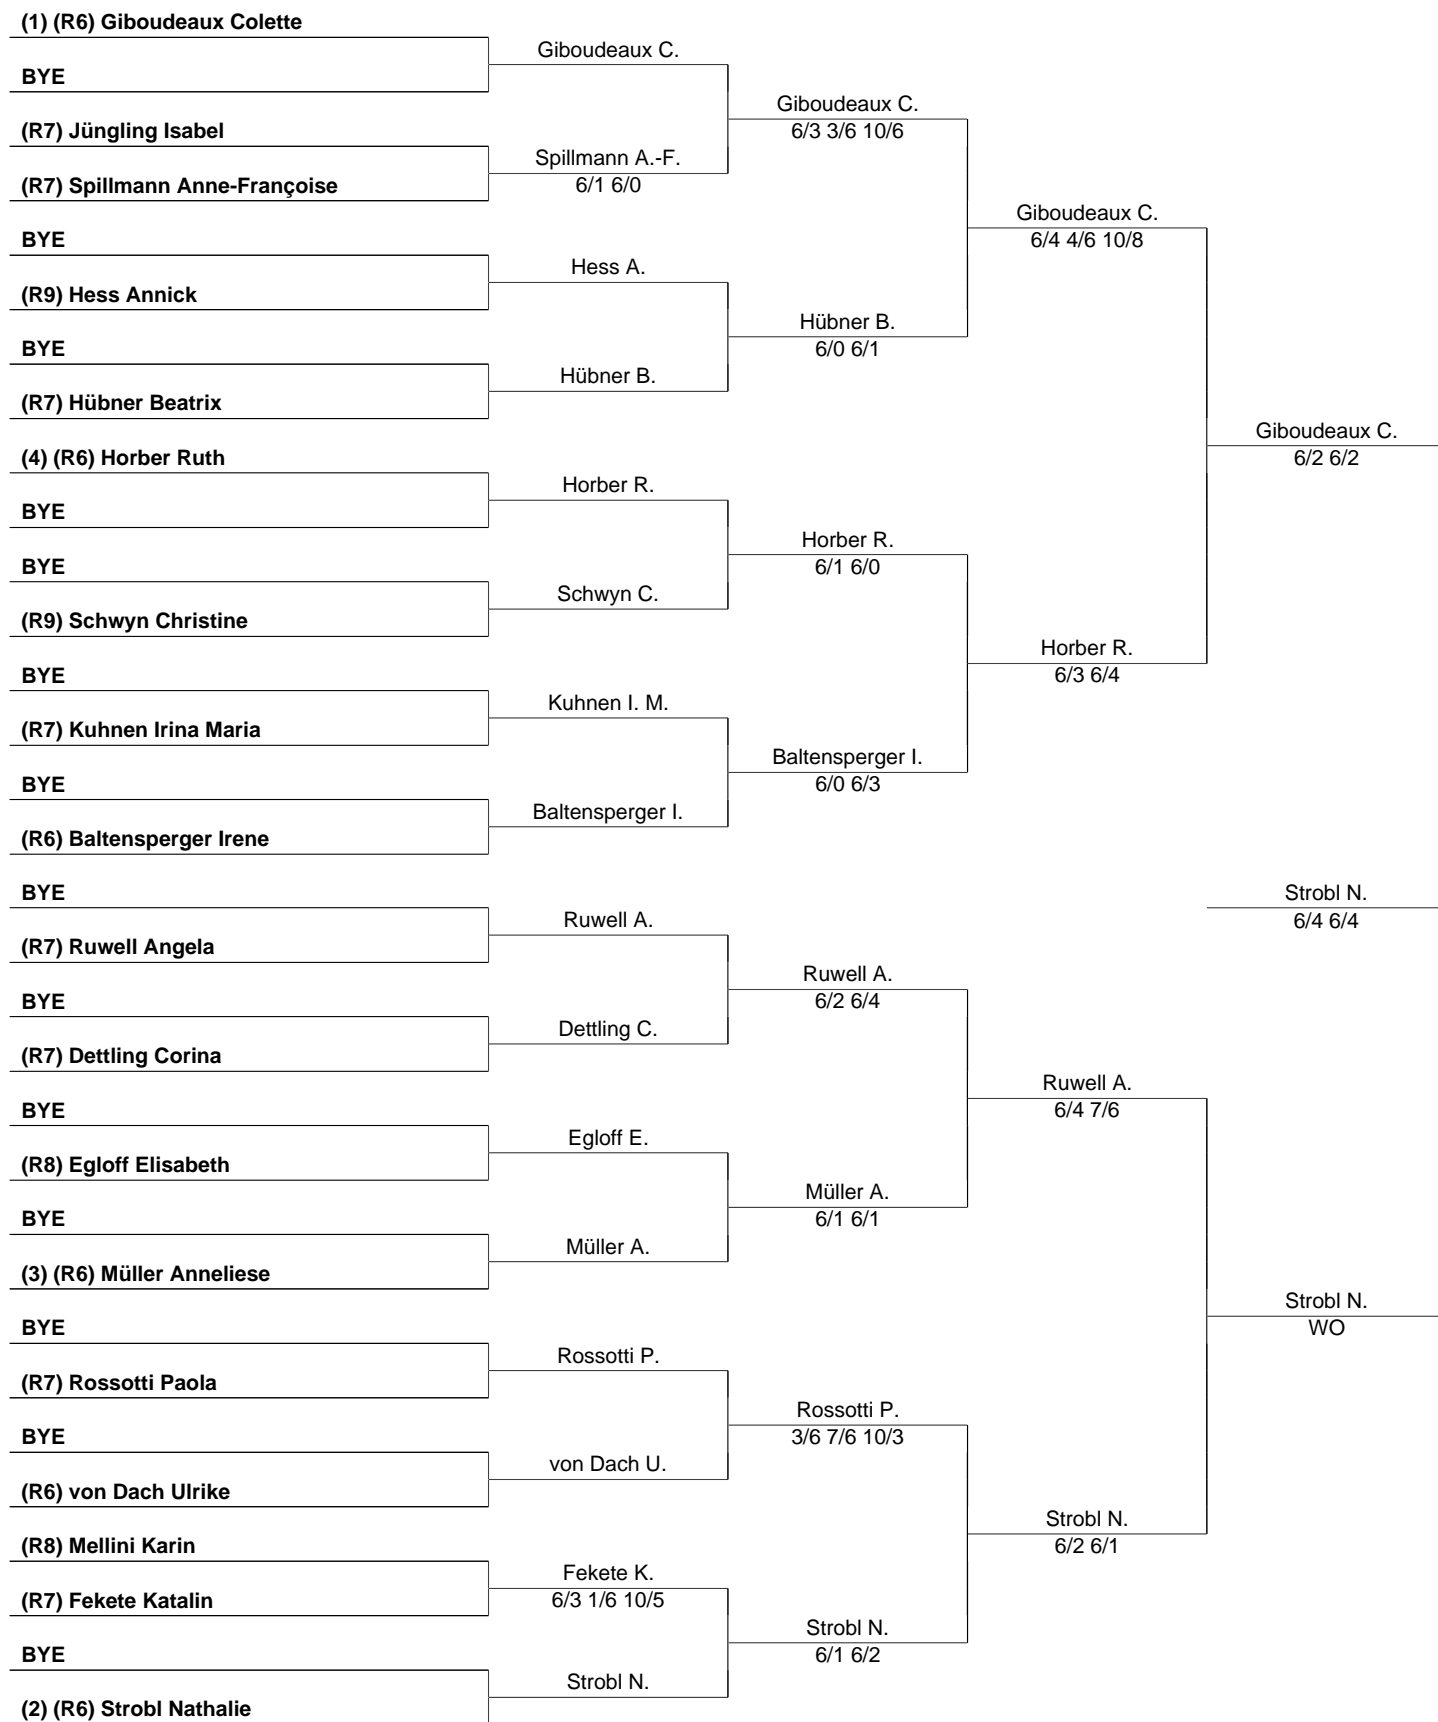 (1) (R6) Giboudeaux Colette
BYE
(R7) Jüngling Isabel
(R7) Spillmann Anne-Françoise
BYE
(R9) Hess Annick
BYE
(R7) Hübner Beatrix
(4) (R6) Horber Ruth
BYE
BYE
(R9) Schwyn Christine
BYE
(R7) Kuhnen Irina Maria
BYE
(R6) Baltensperger Irene
BYE
(R7) Ruwell Angela
BYE
(R7) Dettling Corina
BYE
(R8) Egloff Elisabeth
BYE
(3) (R6) Müller Anneliese
BYE
(R7) Rossotti Paola
BYE
(R6) von Dach Ulrike
(R8) Mellini Karin
(R7) Fekete Katalin
BYE
(2) (R6) Strobl Nathalie
Giboudeaux C.
Spillmann A.-F.
6/1 6/0
Hess A.
Hübner B.
Horber R.
Schwyn C.
Kuhnen I. M.
Baltensperger I.
Ruwell A.
Dettling C.
Egloff E.
Müller A.
Rossotti P.
von Dach U.
Fekete K.
6/3 1/6 10/5
Strobl N.
Giboudeaux C.
6/3 3/6 10/6
Hübner B.
6/0 6/1
Horber R.
6/1 6/0
Baltensperger I.
6/0 6/3
Ruwell A.
6/2 6/4
Müller A.
6/1 6/1
Rossotti P.
3/6 7/6 10/3
Strobl N.
6/1 6/2
Giboudeaux C.
6/4 4/6 10/8
Horber R.
6/3 6/4
Ruwell A.
6/4 7/6
Strobl N.
6/2 6/1
Giboudeaux C.
6/2 6/2
Strobl N.
6/4 6/4
Strobl N.
WO